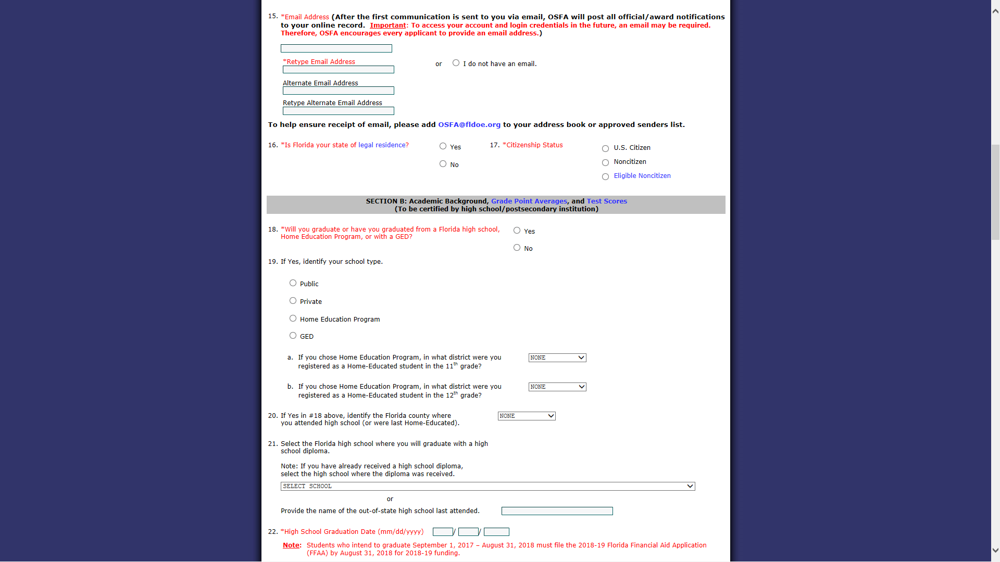 15. *Email Address (After the first communication is sent to you via email, OSFA will post all official/award notifications
to your online record. Important: To access your account and login credentials in the future, an email may be required.
Therefore, OSFA encourages every applicant to provide an email address.)
*Retype Email Address
or I do not have an email.
Alternate Email Address
Retype Alternate Email Address
To help ensure receipt of email, please add OSFA@fldoe.org to your address book or approved senders list.
16. *Is Florida your state of legal residence?
Yes
No
17. *Citizenship Status
U.S. Citizen
Noncitizen
Eligible Noncitizen
SECTION B: Academic Background, Grade Point Averages, and Test Scores
(To be certified by high school/postsecondary institution)
18. *Will you graduate or have you graduated from a Florida high school,
Home Education Program, or with a GED?
Yes
No
19. If Yes, identify your school type.
Public
Private
Home Education Program
GED
a. If you chose Home Education Program, in what district were you
registered as a Home-Educated student in the 11th grade?
NONE
b. If you chose Home Education Program, in what district were you
registered as a Home-Educated student in the 12th grade?
NONE
20. If Yes in #18 above, identify the Florida county where
you attended high school (or were last Home-Educated).
NONE
21. Select the Florida high school where you will graduate with a high
school diploma.
Note: If you have already received a high school diploma,
select the high school where the diploma was received.
SELECT SCHOOL
or
Provide the name of the out-of-state high school last attended.
22. *High School Graduation Date (mm/dd/yyyy) / /
Note: Students who intend to graduate September 1, 2017 – August 31, 2018 must file the 2018-19 Florida Financial Aid Application
(FFAA) by August 31, 2018 for 2018-19 funding.